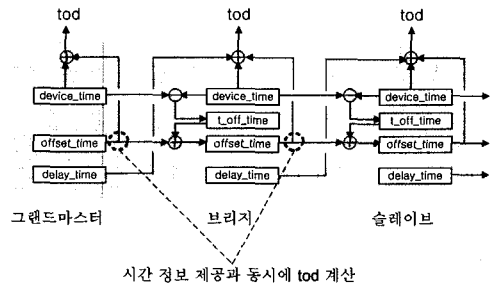 tod tod tod
device_time device_time device_time
t_off_time t_off_time
offset_time offset_time offset_time
delay_time delay_time delay_time
그랜드마스터 브리지 슬레이브
시간 정보 제공과 동시에 tod 계산